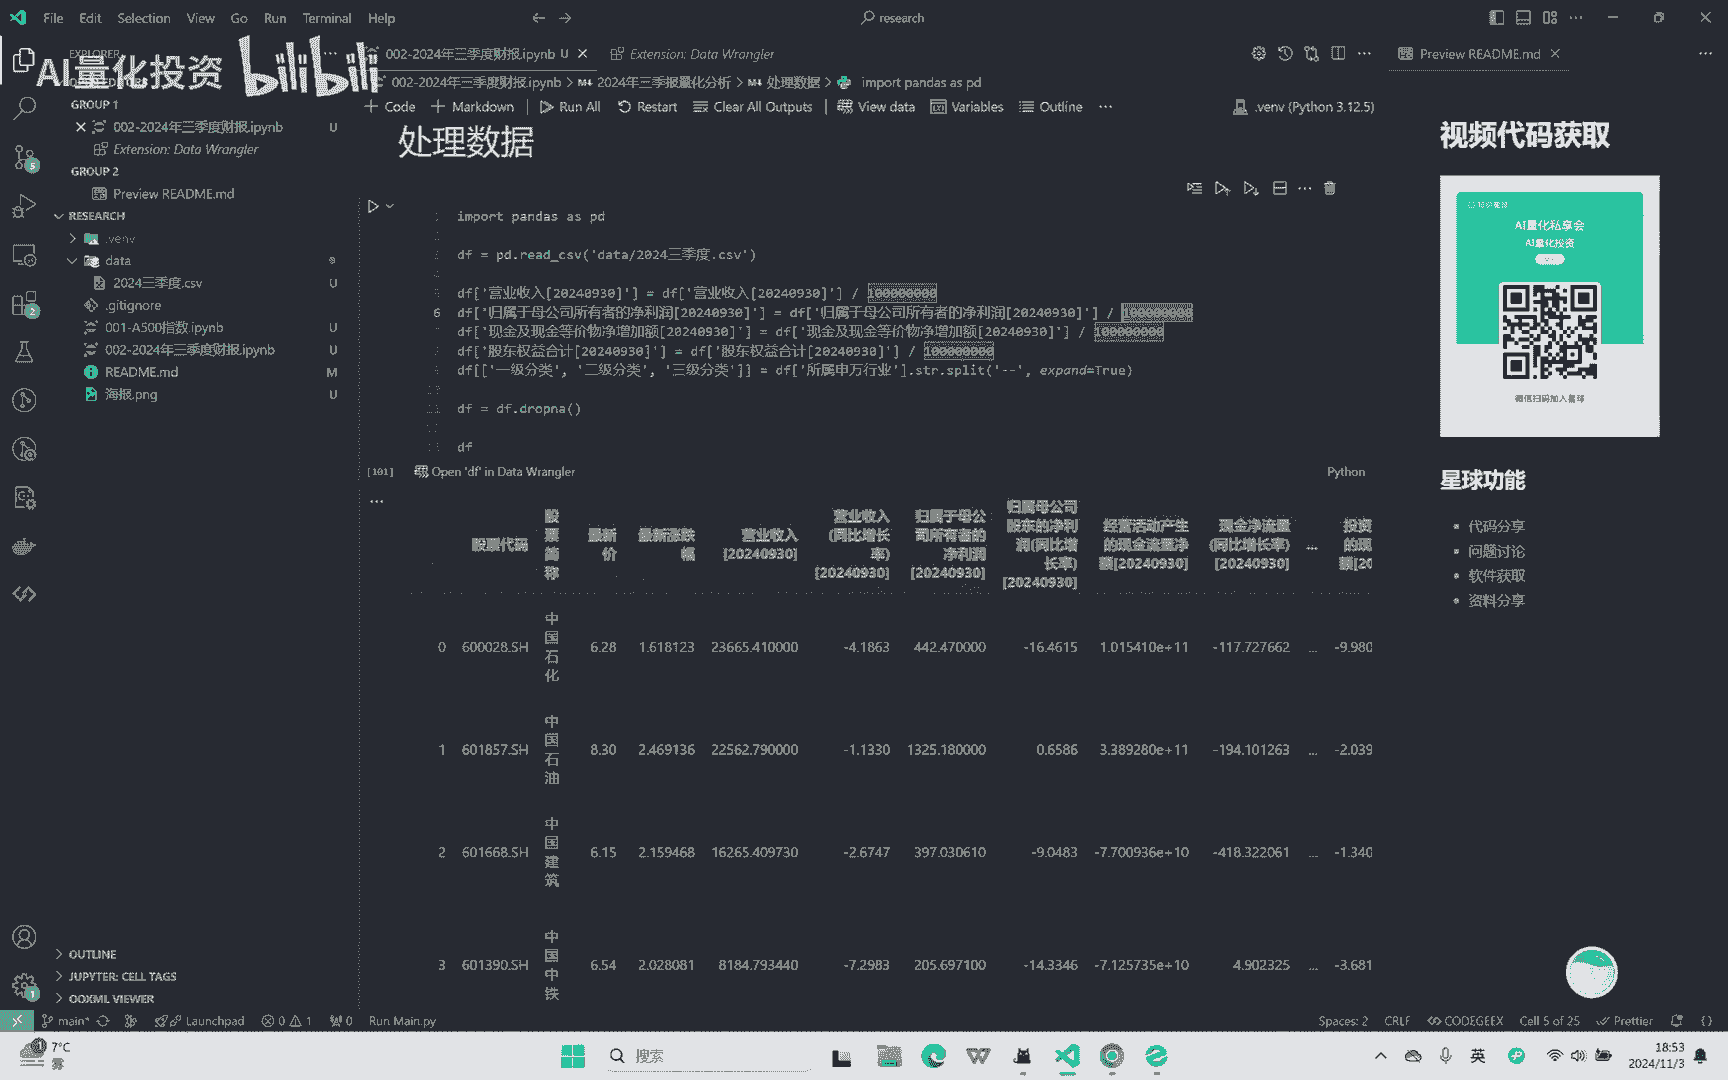 File Edit Selection View Go Run Terminal Help
research
AI量化投资 bilibili
EXPLORER
002-2024年三季度财报.ipynb U
Extension: Data Wrangler
Preview README.md
002-2024年三季度财报.ipynb > 2024年三季报量化分析 > 处理数据 > import pandas as pd
Code Markdown Run All Restart Clear All Outputs View data Variables Outline
.venv (Python 3.12.5)
GROUP 1
002-2024年三季度财报.ipynb U
Extension: Data Wrangler
GROUP 2
Preview README.md
RESEARCH
.venv
data
2024三季度.csv U
.gitignore
001-A500指数.ipynb U
002-2024年三季度财报.ipynb U
README.md M
海报.png U
OUTLINE
JUPYTER: CELL TAGS
OOXML VIEWER
处理数据
import pandas as pd
df = pd.read_csv('data/2024三季度.csv')
df['营业收入[20240930]'] = df['营业收入[20240930]'] / 100000000
6 df['归属于母公司所有者的净利润[20240930]'] = df['归属于母公司所有者的净利润[20240930]'] / 100000000
df['现金及现金等价物净增加额[20240930]'] = df['现金及现金等价物净增加额[20240930]'] / 100000000
df['股东权益合计[20240930]'] = df['股东权益合计[20240930]'] / 100000000
df[['一级分类', '二级分类', '三级分类']] = df['所属申万行业'].str.split('--', expand=True)
df = df.dropna()
df
[101] Open 'df' in Data Wrangler Python
股票代码 股票简称 最新价 最新涨跌幅 营业收入[20240930] 营业收入(同比增长率)[20240930] 归属于母公司所有者的净利润[20240930] 归属母公司股东的净利润(同比增长率)[20240930] 经营活动产生的现金流量净额[20240930] 现金净流量(同比增长率)[20240930] ... 投资的现额[20
0 600028.SH 中国石化 6.28 1.618123 23665.410000 -4.1863 442.470000 -16.4615 1.015410e+11 -117.727662 ... -9.980
1 601857.SH 中国石油 8.30 2.469136 22562.790000 -1.1330 1325.180000 0.6586 3.389280e+11 -194.101263 ... -2.039
2 601668.SH 中国建筑 6.15 2.159468 16265.409730 -2.6747 397.030610 -9.0483 -7.700936e+10 -418.322061 ... -1.340
3 601390.SH 中国中铁 6.54 2.028081 8184.793440 -7.2983 205.697100 -14.3346 -7.125735e+10 4.902325 ... -3.681
视频代码获取
AI量化私享会
AI量化投资
微信扫码加入星球
星球功能
代码分享
问题讨论
软件获取
资料分享
main* Launchpad 0 1 0 Run Main.py
Spaces: 2 CRLF CODEGEEX Cell 5 of 25 Prettier
7°C
雾
搜索
英
18:53
2024/11/3